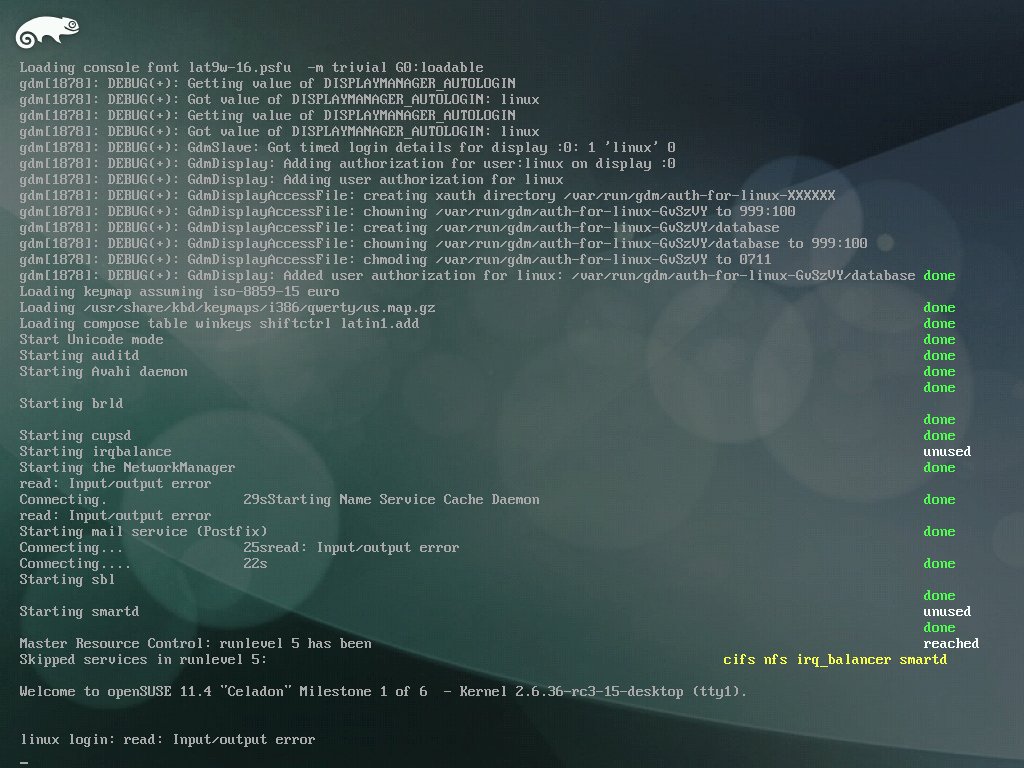 Loading console font lat9w-16.psfu  -m trivial G0:loadable
gdm[1878]: DEBUG(+): Getting value of DISPLAYMANAGER_AUTOLOGIN
gdm[1878]: DEBUG(+): Got value of DISPLAYMANAGER_AUTOLOGIN: linux
gdm[1878]: DEBUG(+): Getting value of DISPLAYMANAGER_AUTOLOGIN
gdm[1878]: DEBUG(+): Got value of DISPLAYMANAGER_AUTOLOGIN: linux
gdm[1878]: DEBUG(+): GdmSlave: Got timed login details for display :0: 1 'linux' 0
gdm[1878]: DEBUG(+): GdmDisplay: Adding authorization for user:linux on display :0
gdm[1878]: DEBUG(+): GdmDisplay: Adding user authorization for linux
gdm[1878]: DEBUG(+): GdmDisplayAccessFile: creating xauth directory /var/run/gdm/auth-for-linux-XXXXXX
gdm[1878]: DEBUG(+): GdmDisplayAccessFile: chowning /var/run/gdm/auth-for-linux-GvSzVY to 999:100
gdm[1878]: DEBUG(+): GdmDisplayAccessFile: creating /var/run/gdm/auth-for-linux-GvSzVY/database
gdm[1878]: DEBUG(+): GdmDisplayAccessFile: chowning /var/run/gdm/auth-for-linux-GvSzVY/database to 999:100
gdm[1878]: DEBUG(+): GdmDisplayAccessFile: chmoding /var/run/gdm/auth-for-linux-GvSzVY to 0711
gdm[1878]: DEBUG(+): GdmDisplay: Added user authorization for linux: /var/run/gdm/auth-for-linux-GvSzVY/database done
Loading keymap assuming iso-8859-15 euro
Loading /usr/share/kbd/keymaps/i386/qwerty/us.map.gz done
Loading compose table winkeys shiftctrl latin1.add done
Start Unicode mode done
Starting auditd done
Starting Avahi daemon done
done
Starting brld
done
Starting cupsd done
Starting irqbalance unused
Starting the NetworkManager done
read: Input/output error
Connecting. 29sStarting Name Service Cache Daemon done
read: Input/output error
Starting mail service (Postfix) done
Connecting... 25sread: Input/output error
Connecting.... 22s done
Starting sbl
done
Starting smartd unused
done
Master Resource Control: runlevel 5 has been reached
Skipped services in runlevel 5: cifs nfs irq_balancer smartd
Welcome to openSUSE 11.4 "Celadon" Milestone 1 of 6  - Kernel 2.6.36-rc3-15-desktop (tty1).
linux login: read: Input/output error
_